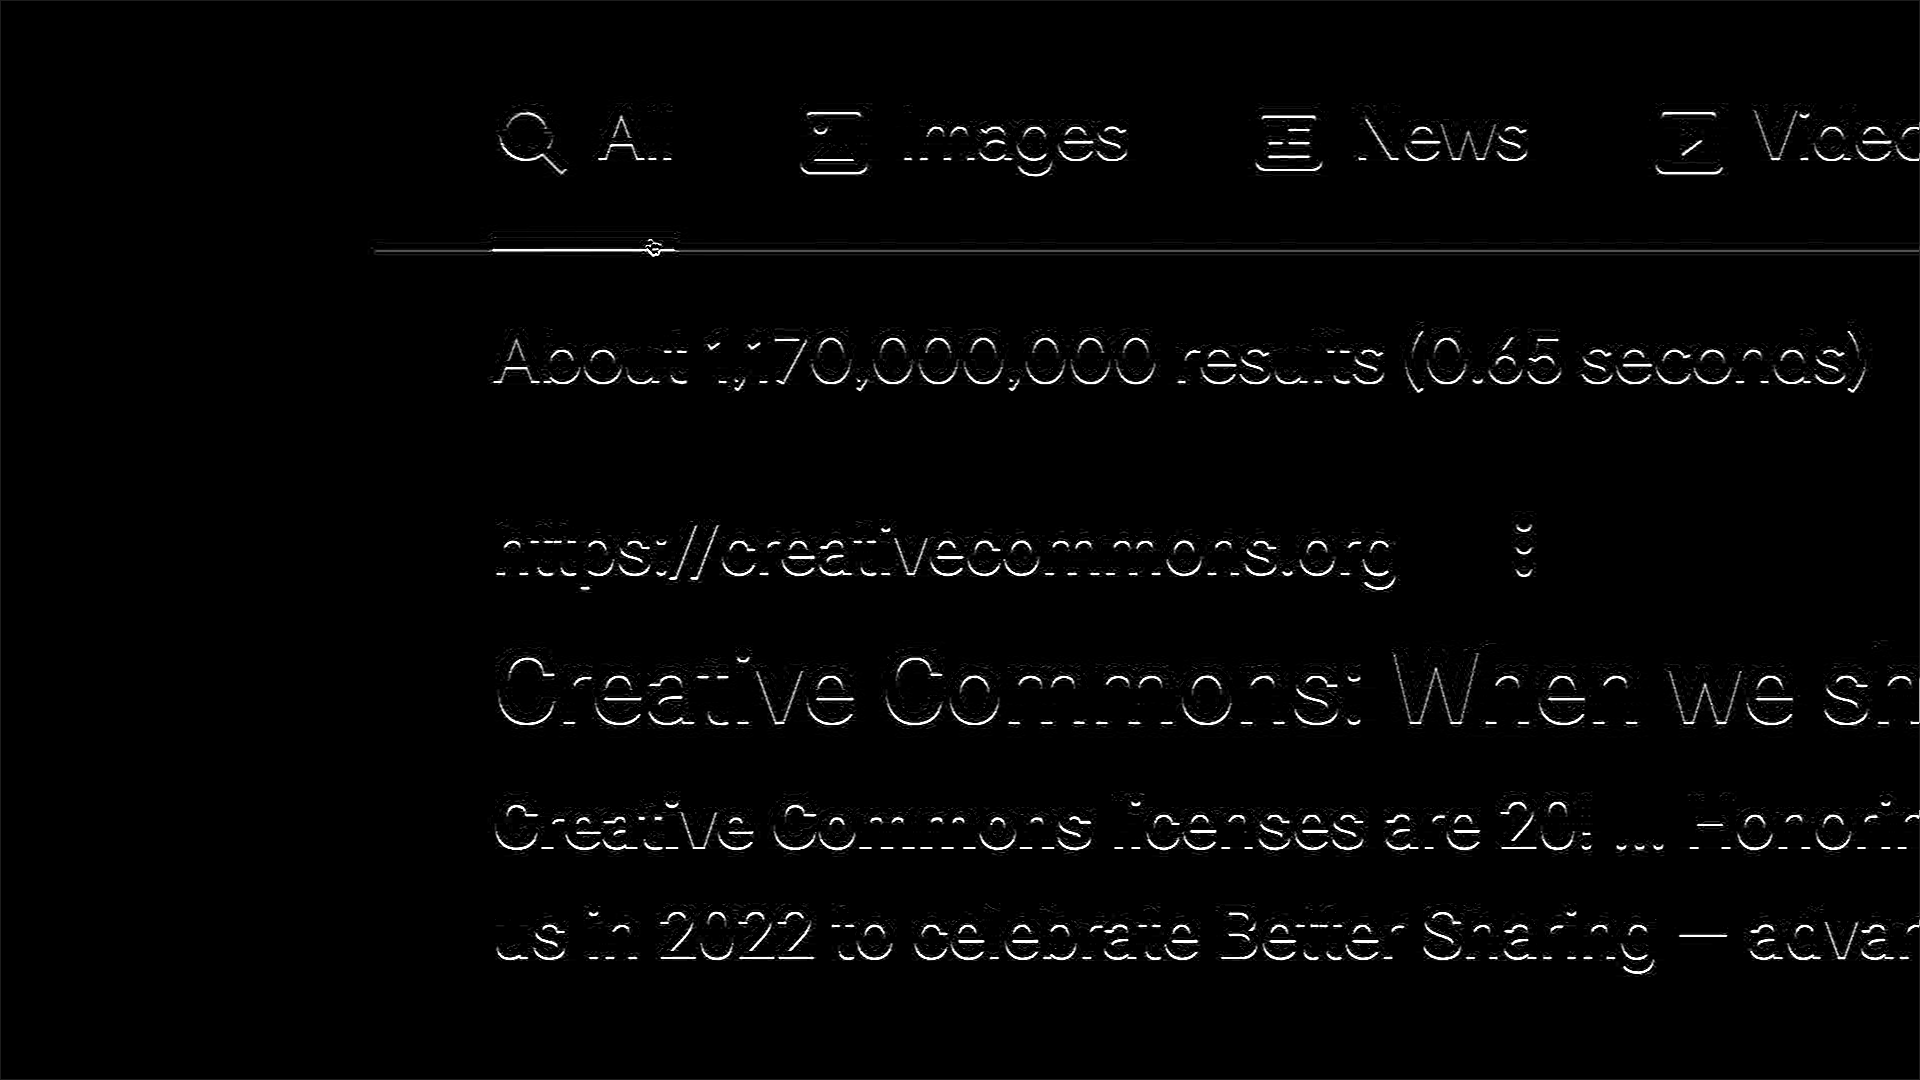 All Images News Video
About 1,170,000,000 results (0.65 seconds)
https://creativecommons.org
Creative Commons: When we sh
Creative Commons licenses are 20! ... Honorin
us in 2022 to celebrate Better Sharing — advan